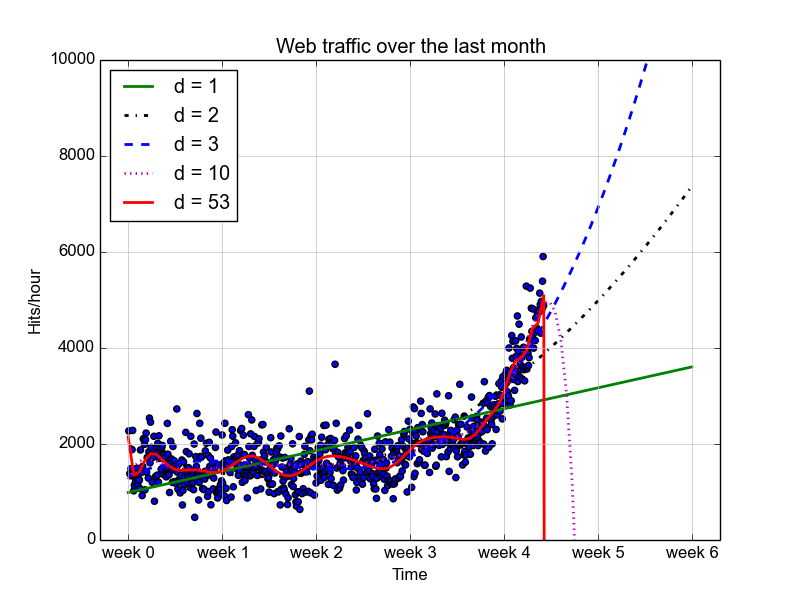 Web traffic over the last month
10000
8000
6000
4000
2000
0
Hits/hour
d = 1
d = 2
d = 3
d = 10
d = 53
week 0 week 1 week 2 week 3 week 4 week 5 week 6
Time